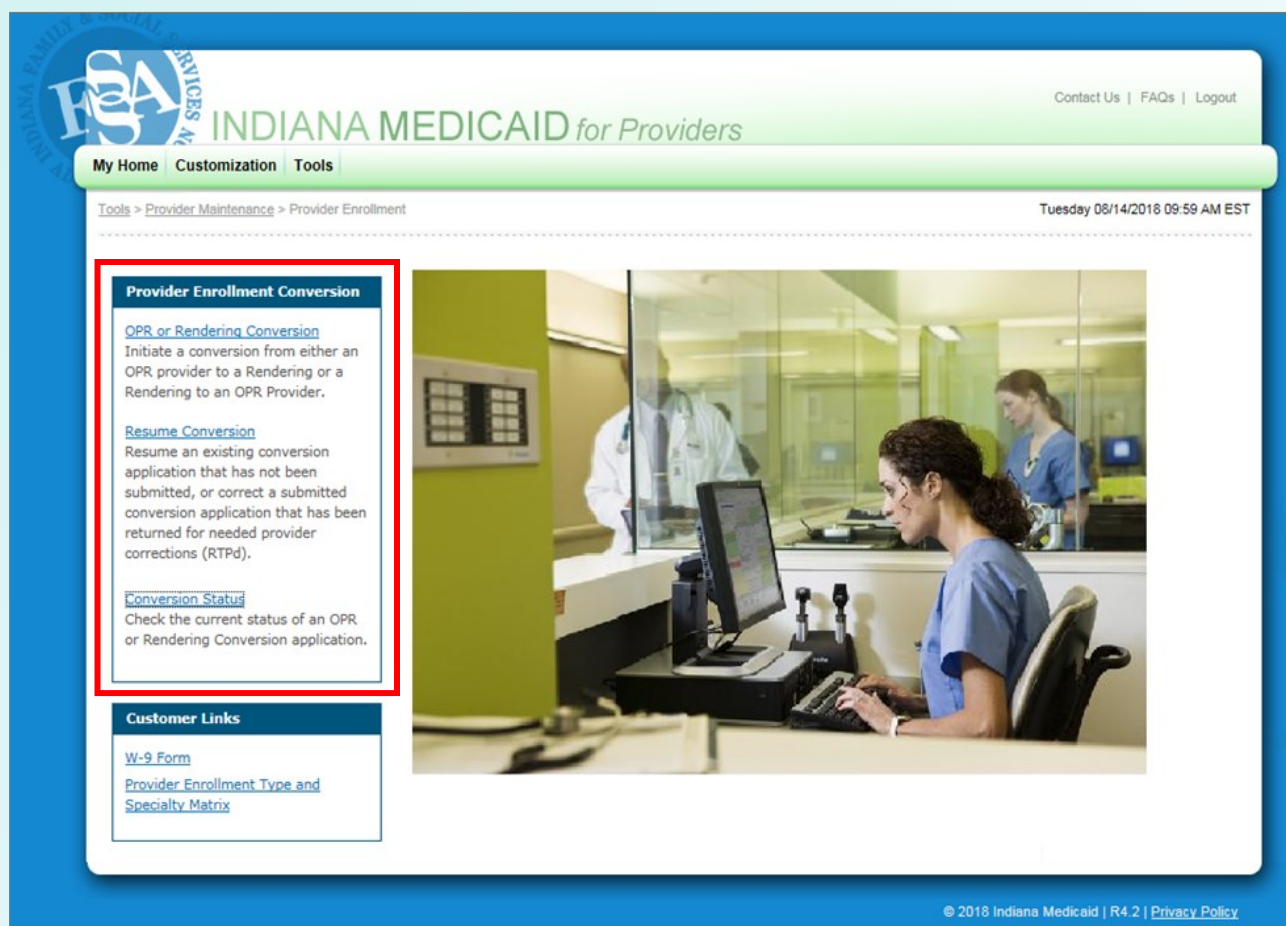 INDIANA FAMILY & SOCIAL SERVICES
FSSA
INDIANA MEDICAID for Providers
Contact Us | FAQs | Logout
My Home Customization Tools
Tools > Provider Maintenance > Provider Enrollment
Tuesday 08/14/2018 09:59 AM EST
Provider Enrollment Conversion
OPR or Rendering Conversion
Initiate a conversion from either an
OPR provider to a Rendering or a
Rendering to an OPR Provider.
Resume Conversion
Resume an existing conversion
application that has not been
submitted, or correct a submitted
conversion application that has been
returned for needed provider
corrections (RTPd).
Conversion Status
Check the current status of an OPR
or Rendering Conversion application.
Customer Links
W-9 Form
Provider Enrollment Type and
Specialty Matrix
© 2018 Indiana Medicaid | R4.2 | Privacy Policy